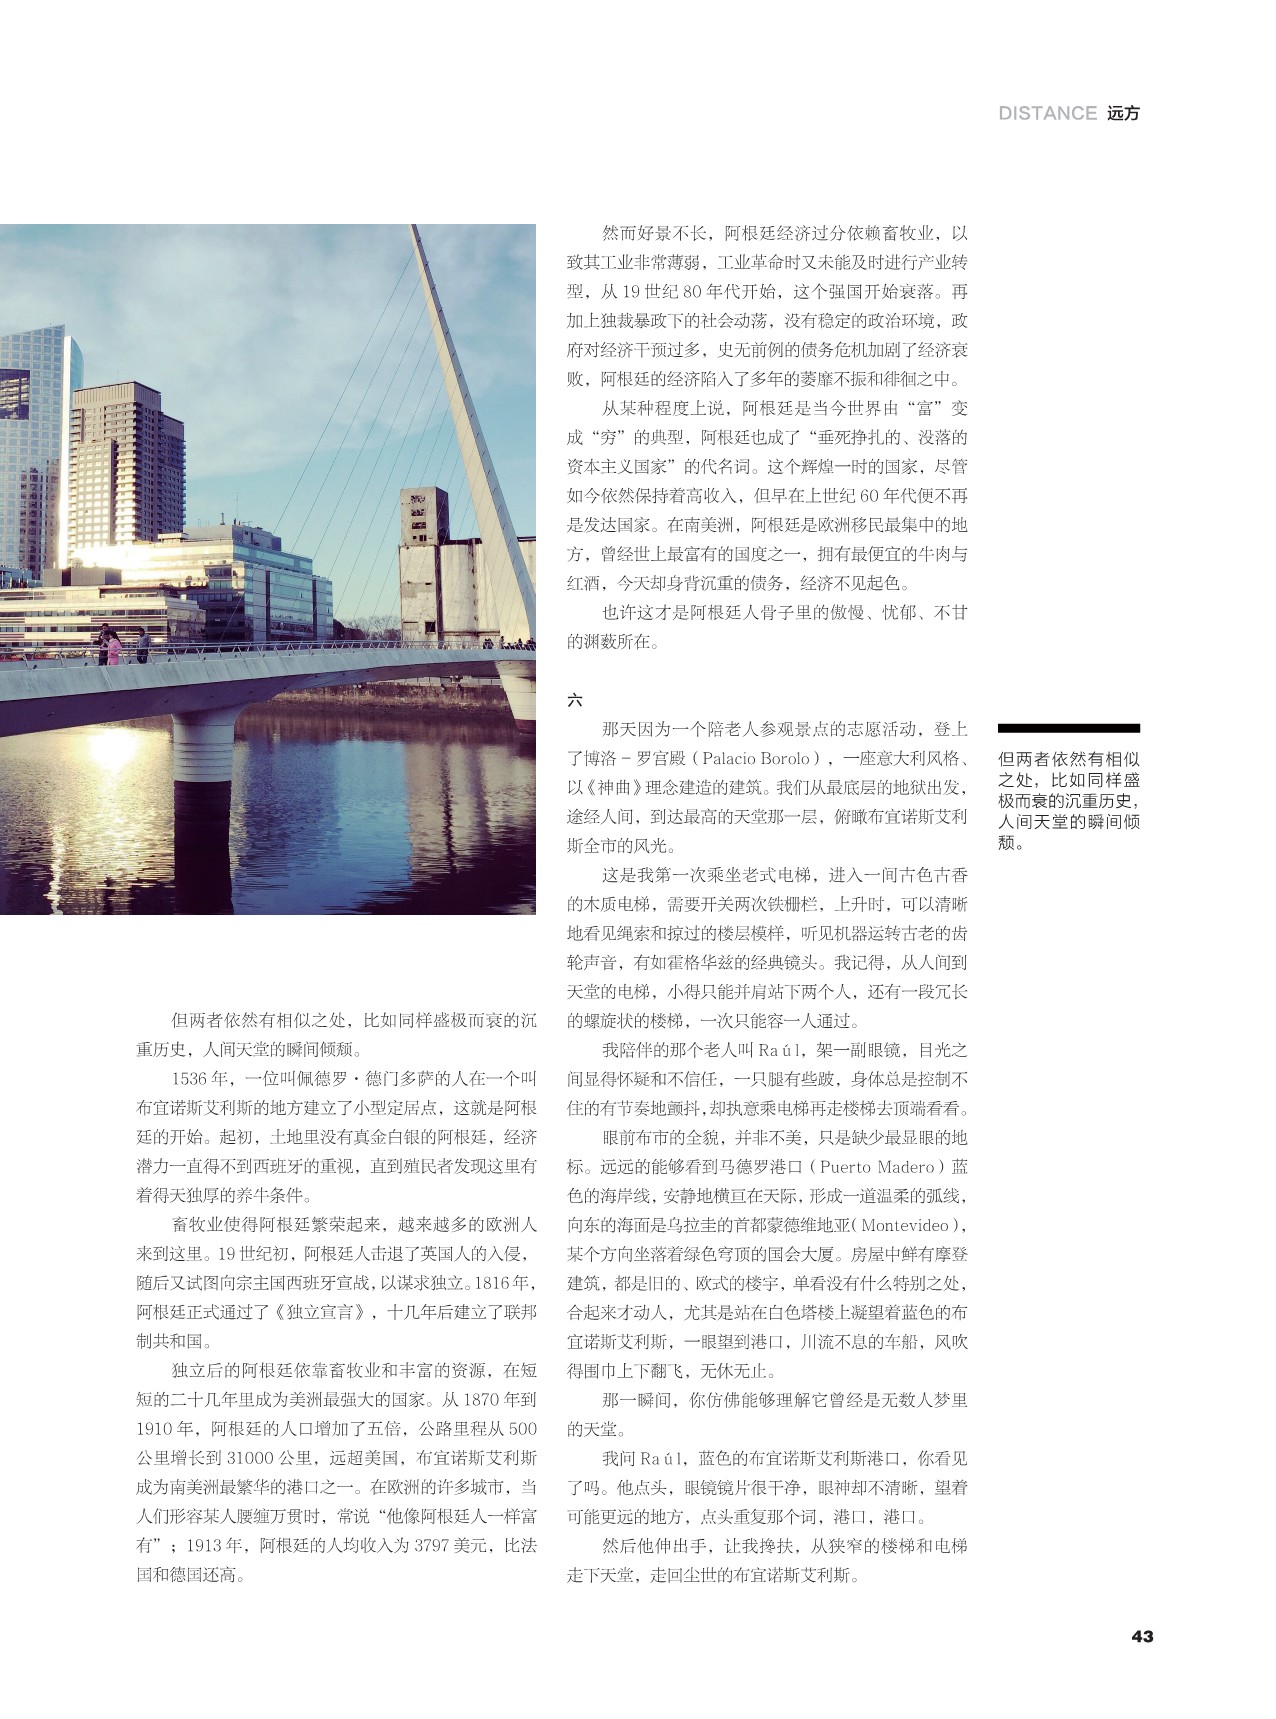 DISTANCE 远方
但两者依然有相似之处，比如同样盛极而衰的沉
重历史，人间天堂的瞬间倾颓。
1536 年，一位叫佩德罗·德门多萨的人在一个叫
布宜诺斯艾利斯的地方建立了小型定居点，这就是阿根
廷的开始。起初，土地里没有真金白银的阿根廷，经济
潜力一直得不到西班牙的重视，直到殖民者发现这里有
着得天独厚的养牛条件。
畜牧业使得阿根廷繁荣起来，越来越多的欧洲人
来到这里。19 世纪初，阿根廷人击退了英国人的入侵，
随后又试图向宗主国西班牙宣战，以谋求独立。1816 年，
阿根廷正式通过了《独立宣言》，十几年后建立了联邦
制共和国。
独立后的阿根廷依靠畜牧业和丰富的资源，在短
短的二十几年里成为美洲最强大的国家。从 1870 年到
1910 年，阿根廷的人口增加了五倍，公路里程从 500
公里增长到 31000 公里，远超美国，布宜诺斯艾利斯
成为南美洲最繁华的港口之一。在欧洲的许多城市，当
人们形容某人腰缠万贯时，常说“他像阿根廷人一样富
有”；1913 年，阿根廷的人均收入为 3797 美元，比法
国和德国还高。
然而好景不长，阿根廷经济过分依赖畜牧业，以
致其工业非常薄弱，工业革命时又未能及时进行产业转
型，从 19 世纪 80 年代开始，这个强国开始衰落。再
加上独裁暴政下的社会动荡，没有稳定的政治环境，政
府对经济干预过多，史无前例的债务危机加剧了经济衰
败，阿根廷的经济陷入了多年的萎靡不振和徘徊之中。
从某种程度上说，阿根廷是当今世界由“富”变
成“穷”的典型，阿根廷也成了“垂死挣扎的、没落的
资本主义国家”的代名词。这个辉煌一时的国家，尽管
如今依然保持着高收入，但早在上世纪 60 年代便不再
是发达国家。在南美洲，阿根廷是欧洲移民最集中的地
方，曾经世上最富有的国度之一，拥有最便宜的牛肉与
红酒，今天却身背沉重的债务，经济不见起色。
也许这才是阿根廷人骨子里的傲慢、忧郁、不甘
的渊薮所在。
六
那天因为一个陪老人参观景点的志愿活动，登上
了博洛－罗宫殿（Palacio Borolo），一座意大利风格、
以《神曲》理念建造的建筑。我们从最底层的地狱出发，
途经人间，到达最高的天堂那一层，俯瞰布宜诺斯艾利
斯全市的风光。
这是我第一次乘坐老式电梯，进入一间古色古香
的木质电梯，需要开关两次铁栅栏，上升时，可以清晰
地看见绳索和掠过的楼层模样，听见机器运转古老的齿
轮声音，有如霍格华兹的经典镜头。我记得，从人间到
天堂的电梯，小得只能并肩站下两个人，还有一段冗长
的螺旋状的楼梯，一次只能容一人通过。
我陪伴的那个老人叫 Raúl，架一副眼镜，目光之
间显得怀疑和不信任，一只腿有些跛，身体总是控制不
住的有节奏地颤抖，却执意乘电梯再走楼梯去顶端看看。
眼前布市的全貌，并非不美，只是缺少最显眼的地
标。远远的能够看到马德罗港口（Puerto Madero）蓝
色的海岸线，安静地横亘在天际，形成一道温柔的弧线，
向东的海面是乌拉圭的首都蒙德维地亚（Montevideo），
某个方向坐落着绿色穹顶的国会大厦。房屋中鲜有摩登
建筑，都是旧的、欧式的楼宇，单看没有什么特别之处，
合起来才动人，尤其是站在白色塔楼上凝望着蓝色的布
宜诺斯艾利斯，一眼望到港口，川流不息的车船，风吹
得围巾上下翻飞，无休无止。
那一瞬间，你仿佛能够理解它曾经是无数人梦里
的天堂。
我问 Raúl，蓝色的布宜诺斯艾利斯港口，你看见
了吗。他点头，眼镜镜片很干净，眼神却不清晰，望着
可能更远的地方，点头重复那个词，港口，港口。
然后他伸出手，让我搀扶，从狭窄的楼梯和电梯
走下天堂，走回尘世的布宜诺斯艾利斯。
但两者依然有相似
之处，比如同样盛
极而衰的沉重历史，
人间天堂的瞬间倾
颓。
43